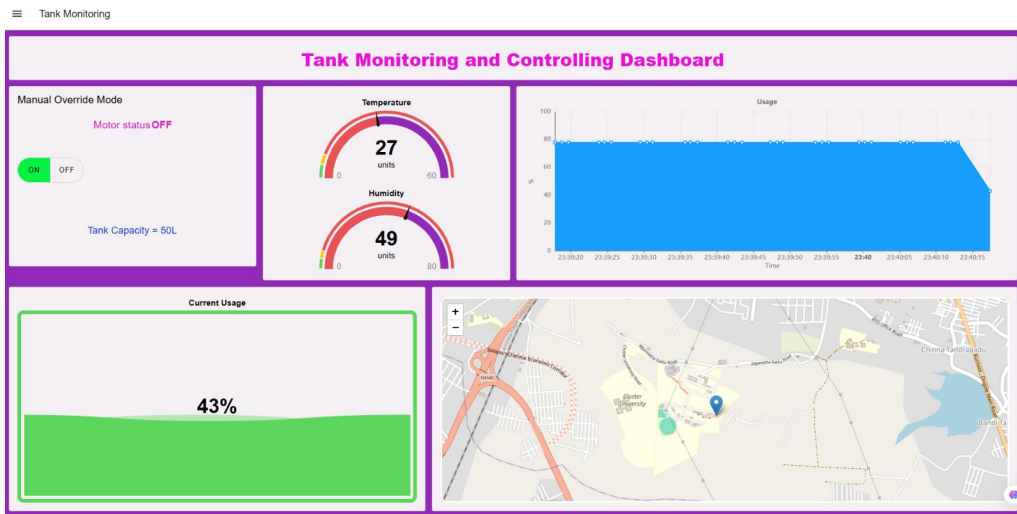 Tank Monitoring
Tank Monitoring and Controlling Dashboard
Manual Override Mode
Motor status OFF
ON OFF
Tank Capacity = 50L
Temperature
27
units
0 60
Humidity
49
units
0 80
Usage
100
80
60
40
20
0
%
23:39:20 23:39:25 23:39:30 23:39:35 23:39:40 23:39:45 23:39:50 23:39:55 23:40 23:40:05 23:40:10 23:40:15
Time
Current Usage
43%
+
−
NH40
University
Chinna Tandrapadu
Bandi Ta